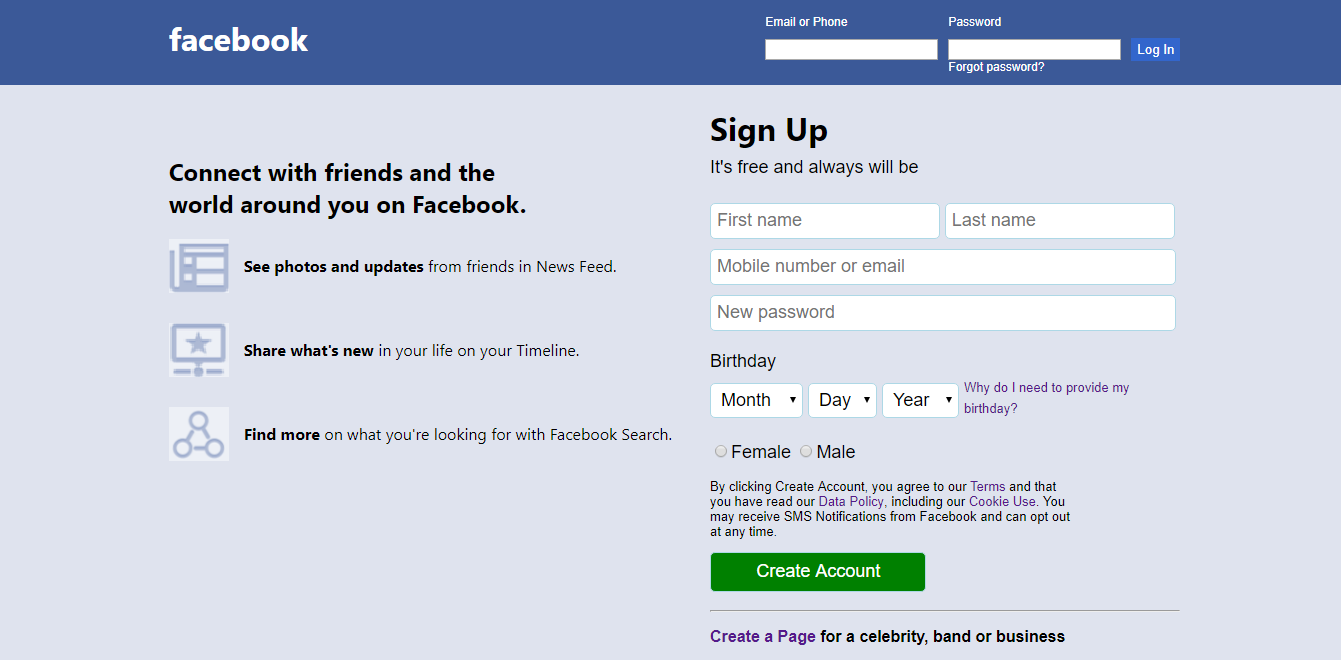 facebook
Email or Phone
Password
Log In
Forgot password?
Connect with friends and the
world around you on Facebook.
See photos and updates from friends in News Feed.
Share what's new in your life on your Timeline.
Find more on what you're looking for with Facebook Search.
Sign Up
It's free and always will be
First name
Last name
Mobile number or email
New password
Birthday
Month
Day
Year
Why do I need to provide my
birthday?
Female
Male
By clicking Create Account, you agree to our Terms and that
you have read our Data Policy, including our Cookie Use. You
may receive SMS Notifications from Facebook and can opt out
at any time.
Create Account
Create a Page for a celebrity, band or business